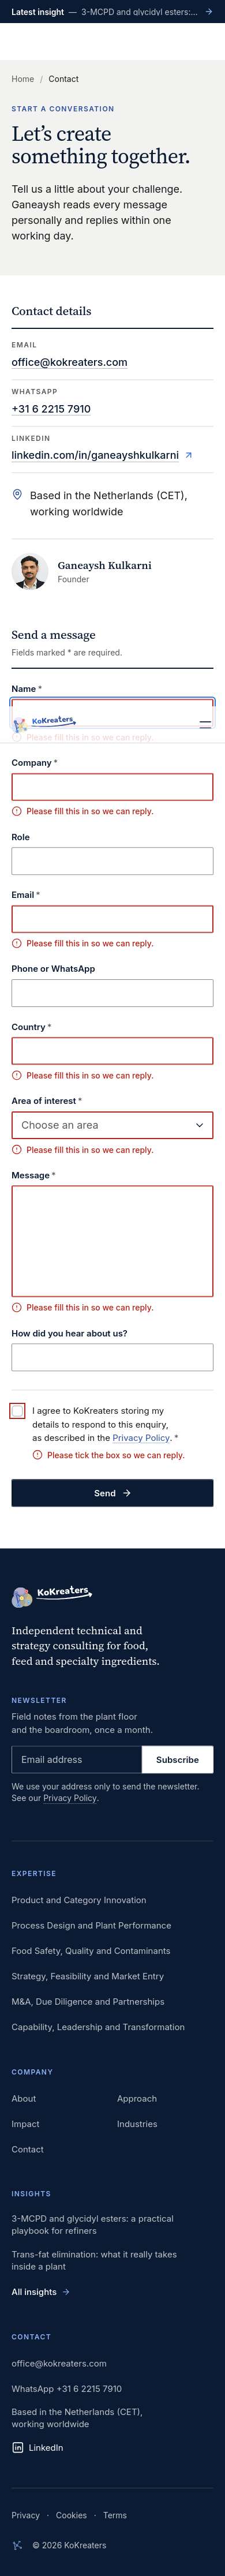 Latest insight — 3-MCPD and glycidyl esters:...
Home / Contact
START A CONVERSATION
Let’s create
something together.
Tell us a little about your challenge.
Ganeaysh reads every message
personally and replies within one
working day.
Contact details
EMAIL
office@kokreaters.com
WHATSAPP
+31 6 2215 7910
LINKEDIN
linkedin.com/in/ganeayshkulkarni
Based in the Netherlands (CET),
working worldwide
Ganeaysh Kulkarni
Founder
Send a message
Fields marked * are required.
Name *
KoKreaters
Please fill this in so we can reply.
Company *
Please fill this in so we can reply.
Role
Email *
Please fill this in so we can reply.
Phone or WhatsApp
Country *
Please fill this in so we can reply.
Area of interest *
Choose an area
Please fill this in so we can reply.
Message *
Please fill this in so we can reply.
How did you hear about us?
I agree to KoKreaters storing my
details to respond to this enquiry,
as described in the Privacy Policy. *
Please tick the box so we can reply.
Send
KoKreaters
Independent technical and
strategy consulting for food,
feed and specialty ingredients.
NEWSLETTER
Field notes from the plant floor
and the boardroom, once a month.
Email address Subscribe
We use your address only to send the newsletter.
See our Privacy Policy.
EXPERTISE
Product and Category Innovation
Process Design and Plant Performance
Food Safety, Quality and Contaminants
Strategy, Feasibility and Market Entry
M&A, Due Diligence and Partnerships
Capability, Leadership and Transformation
COMPANY
About Approach
Impact Industries
Contact
INSIGHTS
3-MCPD and glycidyl esters: a practical
playbook for refiners
Trans-fat elimination: what it really takes
inside a plant
All insights
CONTACT
office@kokreaters.com
WhatsApp +31 6 2215 7910
Based in the Netherlands (CET),
working worldwide
LinkedIn
Privacy · Cookies · Terms
© 2026 KoKreaters